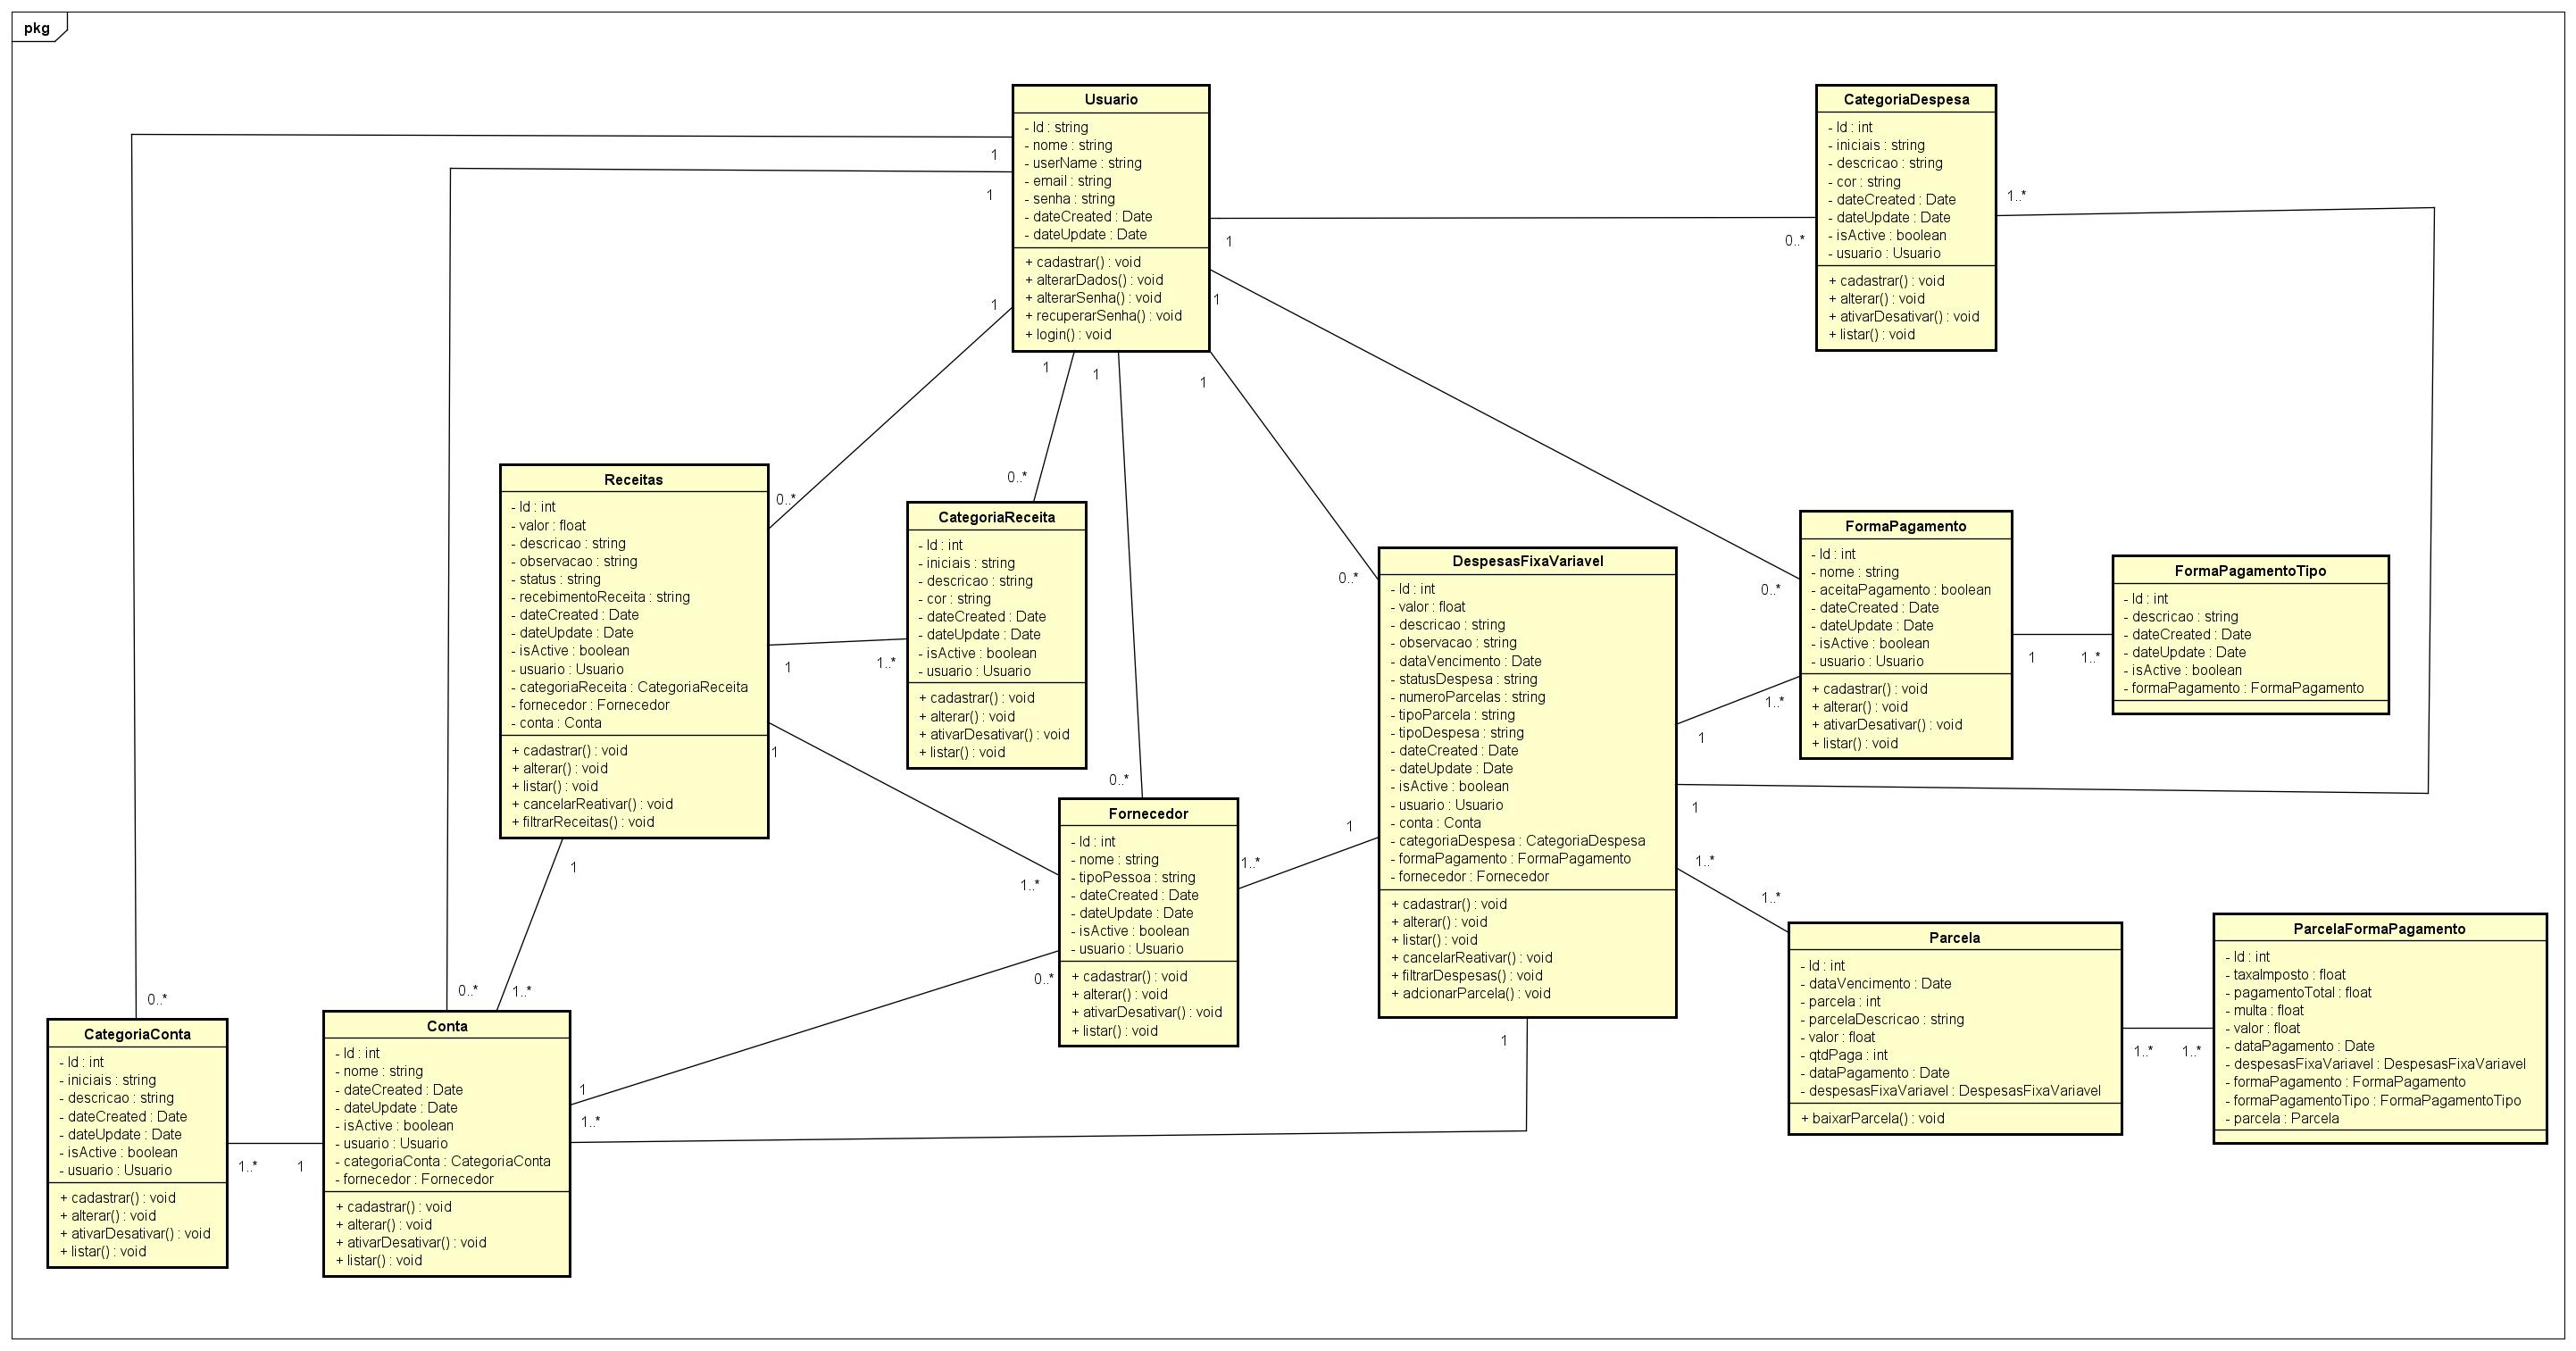 pkg
Usuario
- Id : string
- nome : string
- userName : string
- email : string
- senha : string
- dateCreated : Date
- dateUpdate : Date
+ cadastrar() : void
+ alterarDados() : void
+ alterarSenha() : void
+ recuperarSenha() : void
+ login() : void
CategoriaDespesa
- Id : int
- iniciais : string
- descricao : string
- cor : string
- dateCreated : Date
- dateUpdate : Date
- isActive : boolean
- usuario : Usuario
+ cadastrar() : void
+ alterar() : void
+ ativarDesativar() : void
+ listar() : void
1
1
1
1
1
1
1
1
0..*
1..*
Receitas
- Id : int
- valor : float
- descricao : string
- observacao : string
- status : string
- recebimentoReceita : string
- dateCreated : Date
- dateUpdate : Date
- isActive : boolean
- usuario : Usuario
- categoriaReceita : CategoriaReceita
- fornecedor : Fornecedor
- conta : Conta
+ cadastrar() : void
+ alterar() : void
+ listar() : void
+ cancelarReativar() : void
+ filtrarReceitas() : void
0..*
1
1..*
1
1
0..*
CategoriaReceita
- Id : int
- iniciais : string
- descricao : string
- cor : string
- dateCreated : Date
- dateUpdate : Date
- isActive : boolean
- usuario : Usuario
+ cadastrar() : void
+ alterar() : void
+ ativarDesativar() : void
+ listar() : void
0..*
DespesasFixaVariavel
- Id : int
- valor : float
- descricao : string
- observacao : string
- dataVencimento : Date
- statusDespesa : string
- numeroParcelas : string
- tipoParcela : string
- tipoDespesa : string
- dateCreated : Date
- dateUpdate : Date
- isActive : boolean
- usuario : Usuario
- conta : Conta
- categoriaDespesa : CategoriaDespesa
- formaPagamento : FormaPagamento
- fornecedor : Fornecedor
+ cadastrar() : void
+ alterar() : void
+ listar() : void
+ cancelarReativar() : void
+ filtrarDespesas() : void
+ adcionarParcela() : void
0..*
FormaPagamento
- Id : int
- nome : string
- aceitaPagamento : boolean
- dateCreated : Date
- dateUpdate : Date
- isActive : boolean
- usuario : Usuario
+ cadastrar() : void
+ alterar() : void
+ ativarDesativar() : void
+ listar() : void
1
1..*
FormaPagamentoTipo
- Id : int
- descricao : string
- dateCreated : Date
- dateUpdate : Date
- isActive : boolean
- formaPagamento : FormaPagamento
1..*
1
1
1..*
1..*
0..*
Fornecedor
- Id : int
- nome : string
- tipoPessoa : string
- dateCreated : Date
- dateUpdate : Date
- isActive : boolean
- usuario : Usuario
+ cadastrar() : void
+ alterar() : void
+ ativarDesativar() : void
+ listar() : void
1
1..*
1..*
0..*
Parcela
- Id : int
- dataVencimento : Date
- parcela : int
- parcelaDescricao : string
- valor : float
- qtdPaga : int
- dataPagamento : Date
- despesasFixaVariavel : DespesasFixaVariavel
+ baixarParcela() : void
1..*
1..*
ParcelaFormaPagamento
- Id : int
- taxaImposto : float
- pagamentoTotal : float
- multa : float
- valor : float
- dataPagamento : Date
- despesasFixaVariavel : DespesasFixaVariavel
- formaPagamento : FormaPagamento
- formaPagamentoTipo : FormaPagamentoTipo
- parcela : Parcela
0..*
CategoriaConta
- Id : int
- iniciais : string
- descricao : string
- dateCreated : Date
- dateUpdate : Date
- isActive : boolean
- usuario : Usuario
+ cadastrar() : void
+ alterar() : void
+ ativarDesativar() : void
+ listar() : void
1..*
1
0..*
1..*
Conta
- Id : int
- nome : string
- dateCreated : Date
- dateUpdate : Date
- isActive : boolean
- usuario : Usuario
- categoriaConta : CategoriaConta
- fornecedor : Fornecedor
+ cadastrar() : void
+ alterar() : void
+ ativarDesativar() : void
+ listar() : void
1
1..*
1